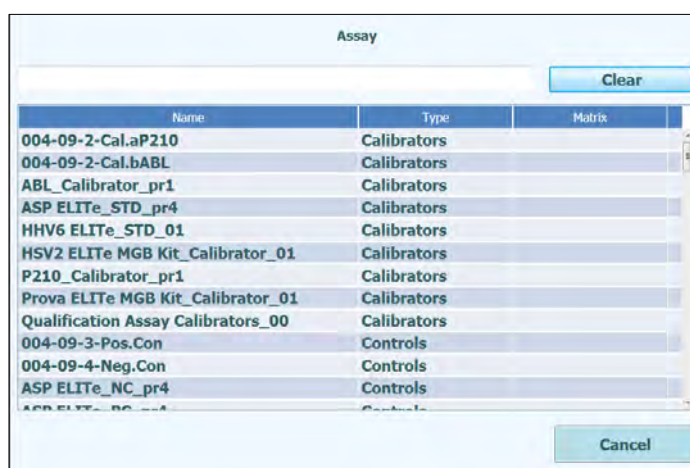 Assay
Clear
Name Type Matrix
004-09-2-Cal.aP210 Calibrators
004-09-2-Cal.bABL Calibrators
ABL_Calibrator_pr1 Calibrators
ASP ELITe_STD_pr4 Calibrators
HHV6 ELITe_STD_01 Calibrators
HSV2 ELITe MGB Kit_Calibrator_01 Calibrators
P210_Calibrator_pr1 Calibrators
Prova ELITe MGB Kit_Calibrator_01 Calibrators
Qualification Assay Calibrators_00 Calibrators
004-09-3-Pos.Con Controls
004-09-4-Neg.Con Controls
ASP ELITe_NC_pr4 Controls
Cancel